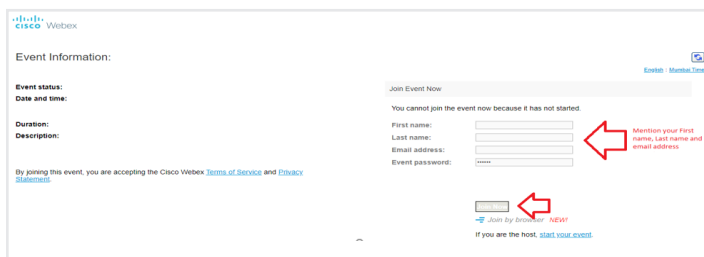 cisco Webex
Event Information:
English : Mumbai Time
Event status:
Date and time:
Duration:
Description:
By joining this event, you are accepting the Cisco Webex Terms of Service and Privacy
Statement.
Join Event Now
You cannot join the event now because it has not started.
First name:
Last name:
Email address:
Event password:
••••••
Mention your First
name, Last name and
email address
Join Now
Join by browser NEW!
If you are the host, start your event.